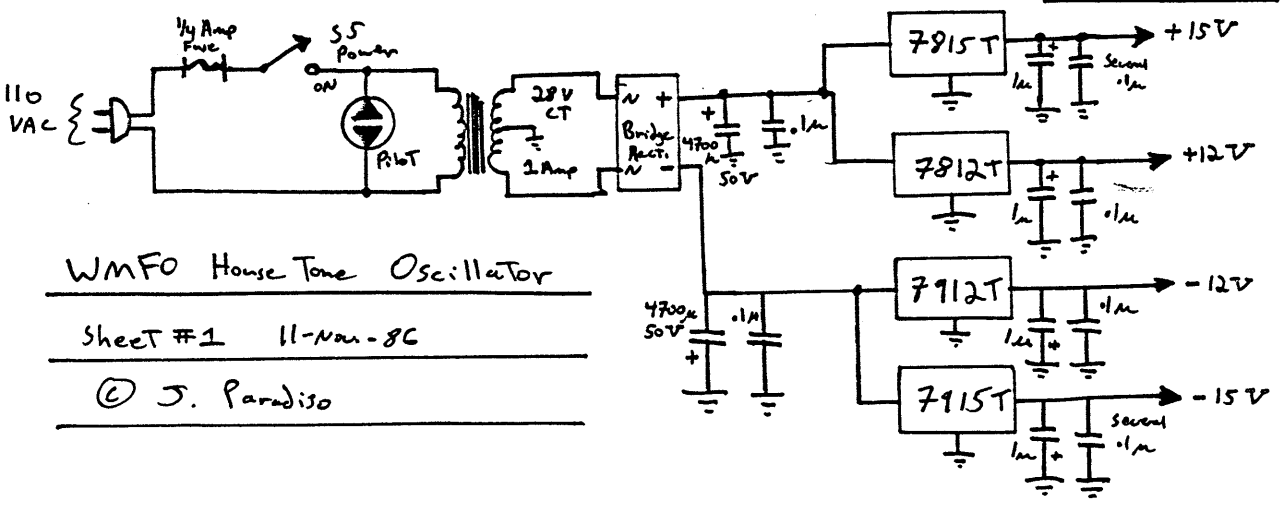 110
VAC
1/4 Amp
Fuse
S5
Power
ON
Pilot
28V
CT
1 Amp
~ +
Bridge
Rect.
~ -
+
4700μ
50V
.1μ
7815T
+
1μ
Several
.1μ
+15V
7812T
+
1μ
.1μ
+12V
4700μ
50V
+
.1μ
7912T
1μ
+
.1μ
-12V
7915T
1μ
+
Several
.1μ
-15V
WMFO House Tone Oscillator
Sheet #1 11-Nov-86
© J. Paradiso